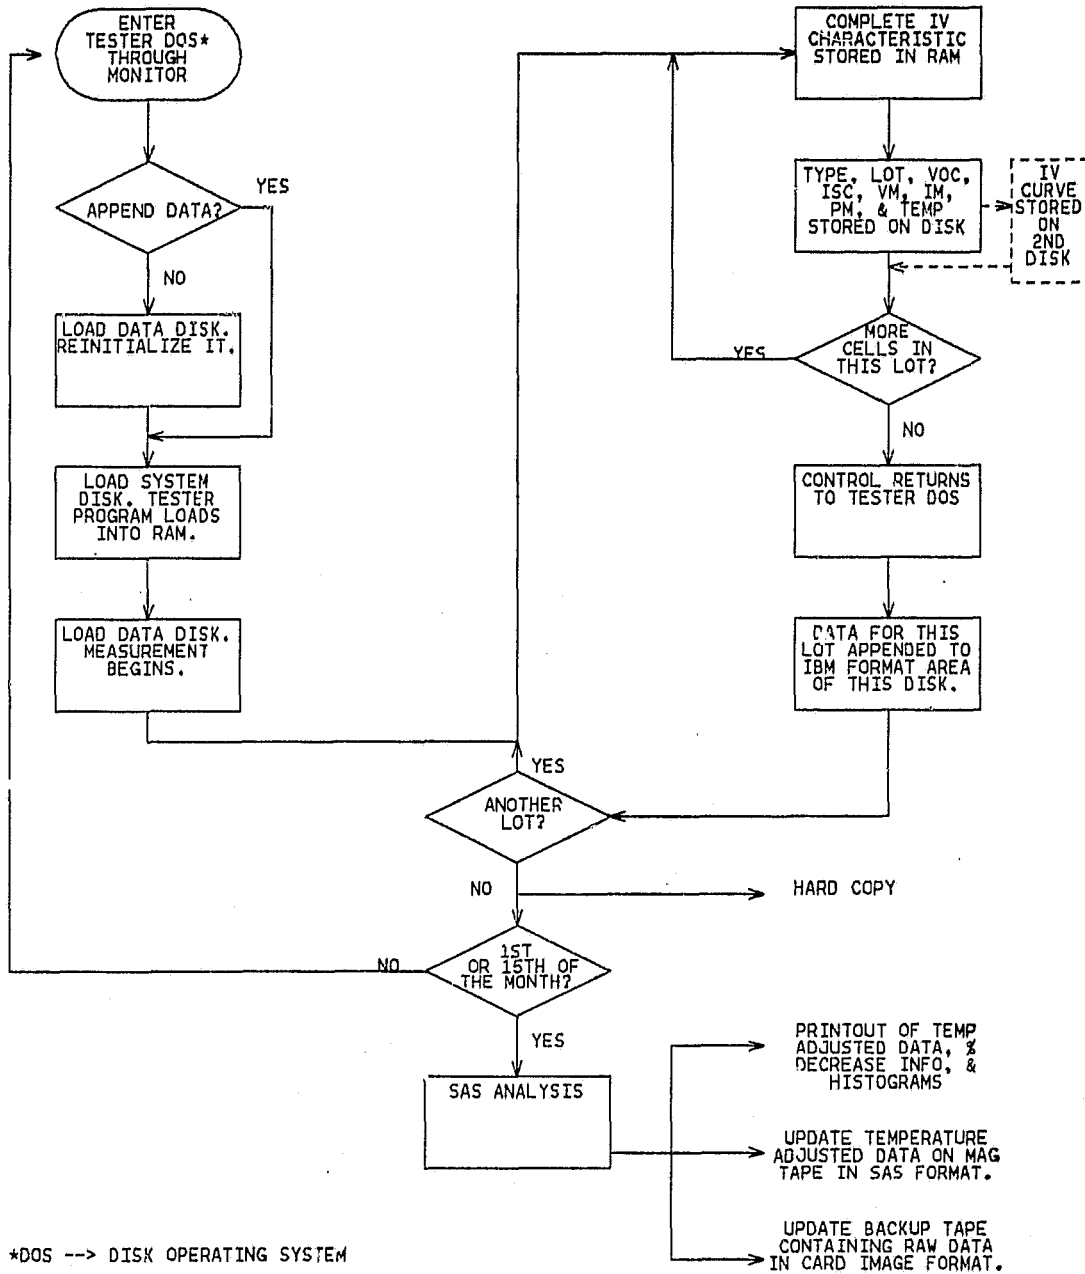 ENTER
TESTER DOS*
THROUGH
MONITOR
APPEND DATA?
YES
NO
LOAD DATA DISK.
REINITIALIZE IT.
LOAD SYSTEM
DISK. TESTER
PROGRAM LOADS
INTO RAM.
LOAD DATA DISK.
MEASUREMENT
BEGINS.
COMPLETE IV
CHARACTERISTIC
STORED IN RAM
TYPE, LOT, VOC,
ISC, VM, IM,
PM, & TEMP
STORED ON DISK
IV
CURVE
STORED
ON
2ND
DISK
MORE
CELLS IN
THIS LOT?
YES
NO
CONTROL RETURNS
TO TESTER DOS
DATA FOR THIS
LOT APPENDED TO
IBM FORMAT AREA
OF THIS DISK.
YES
ANOTHER
LOT?
NO
HARD COPY
1ST
OR 15TH OF
THE MONTH?
NO
YES
SAS ANALYSIS
PRINTOUT OF TEMP
ADJUSTED DATA, %
DECREASE INFO, &
HISTOGRAMS
UPDATE TEMPERATURE
ADJUSTED DATA ON MAG
TAPE IN SAS FORMAT.
UPDATE BACKUP TAPE
CONTAINING RAW DATA
IN CARD IMAGE FORMAT.
*DOS --> DISK OPERATING SYSTEM